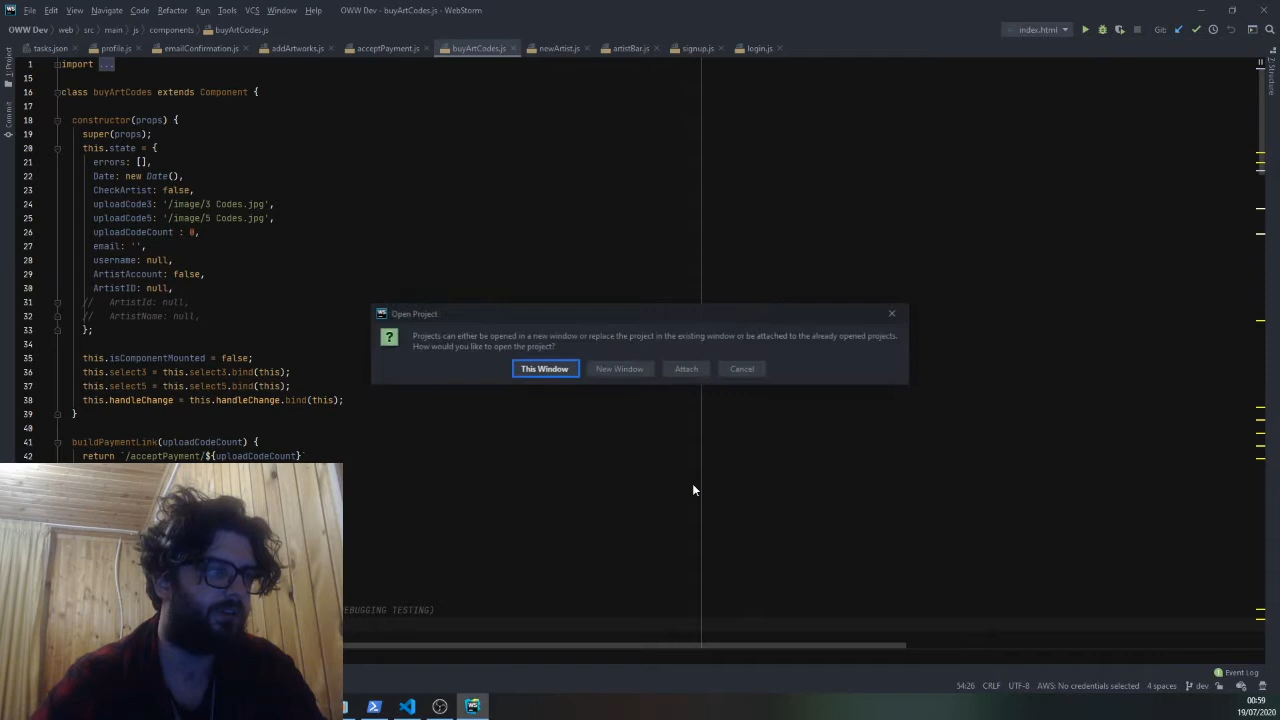 WS File Edit View Navigate Code Refactor Run Tools VCS Window Help OWW Dev - buyArtCodes.js - WebStorm
OWW Dev web src main js components buyArtCodes.js index.html Git:
tasks.json profile.js emailConfirmation.js addArtworks.js acceptPayment.js buyArtCodes.js newArtist.js artistBar.js signup.js login.js
1: Project
Commit
Z: Structure
1 import ...
15
16 class buyArtCodes extends Component {
17
18 constructor(props) {
19 super(props);
20 this.state = {
21 errors: [],
22 Date: new Date(),
23 CheckArtist: false,
24 uploadCode3: '/image/3 Codes.jpg',
25 uploadCode5: '/image/5 Codes.jpg',
26 uploadCodeCount : 0,
27 email: '',
28 username: null,
29 ArtistAccount: false,
30 ArtistID: null,
31 // ArtistId: null,
32 // ArtistName: null,
33 };
34
35 this.isComponentMounted = false;
36 this.select3 = this.select3.bind(this);
37 this.select5 = this.select5.bind(this);
38 this.handleChange = this.handleChange.bind(this);
39 }
40
41 buildPaymentLink(uploadCodeCount) {
42 return `/acceptPayment/${uploadCodeCount}`
Open Project
Projects can either be opened in a new window or replace the project in the existing window or be attached to the already opened projects.
How would you like to open the project?
This Window New Window Attach Cancel
EBUGGING TESTING)
Event Log
54:26 CRLF UTF-8 AWS: No credentials selected 4 spaces dev
00:59
19/07/2020